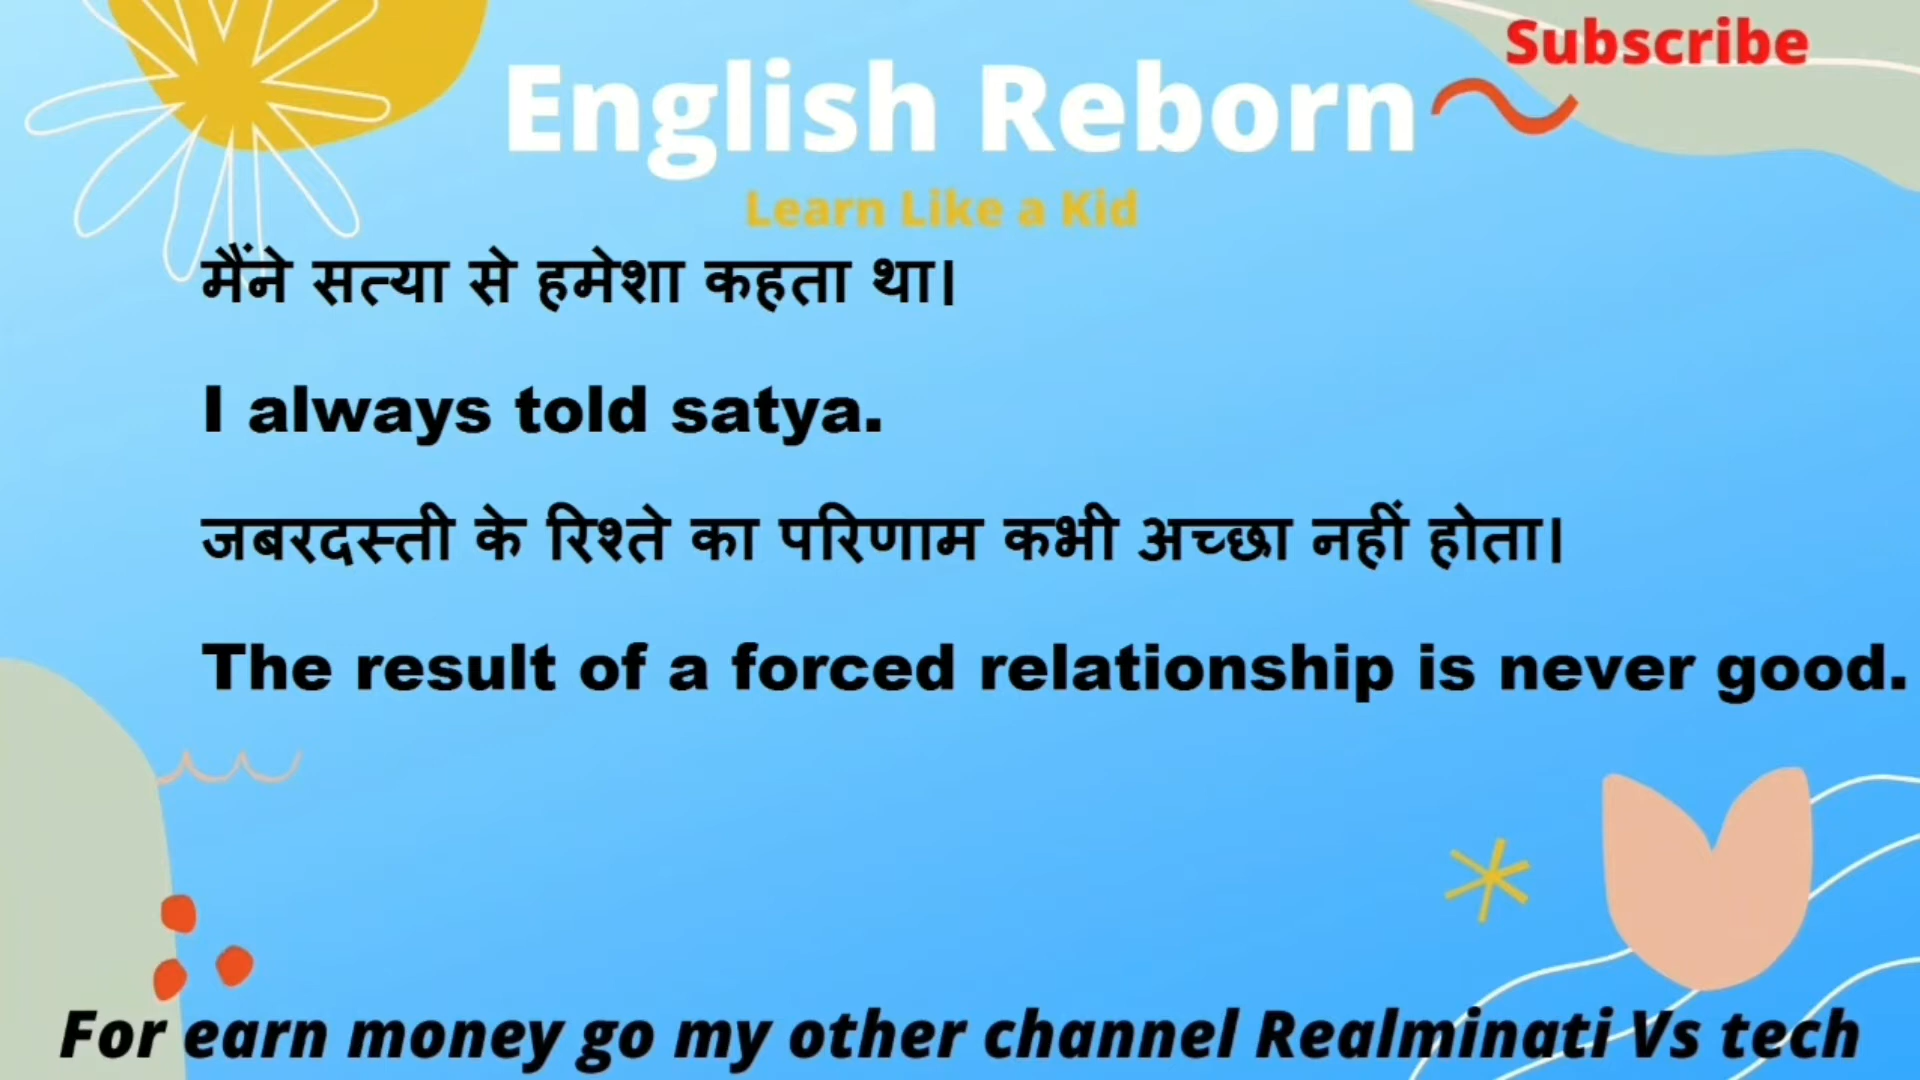 Subscribe
English Reborn
Learn Like a Kid
मैंने सत्या से हमेशा कहता था।
I always told satya.
जबरदस्ती के रिश्ते का परिणाम कभी अच्छा नहीं होता।
The result of a forced relationship is never good.
For earn money go my other channel Realminati Vs tech